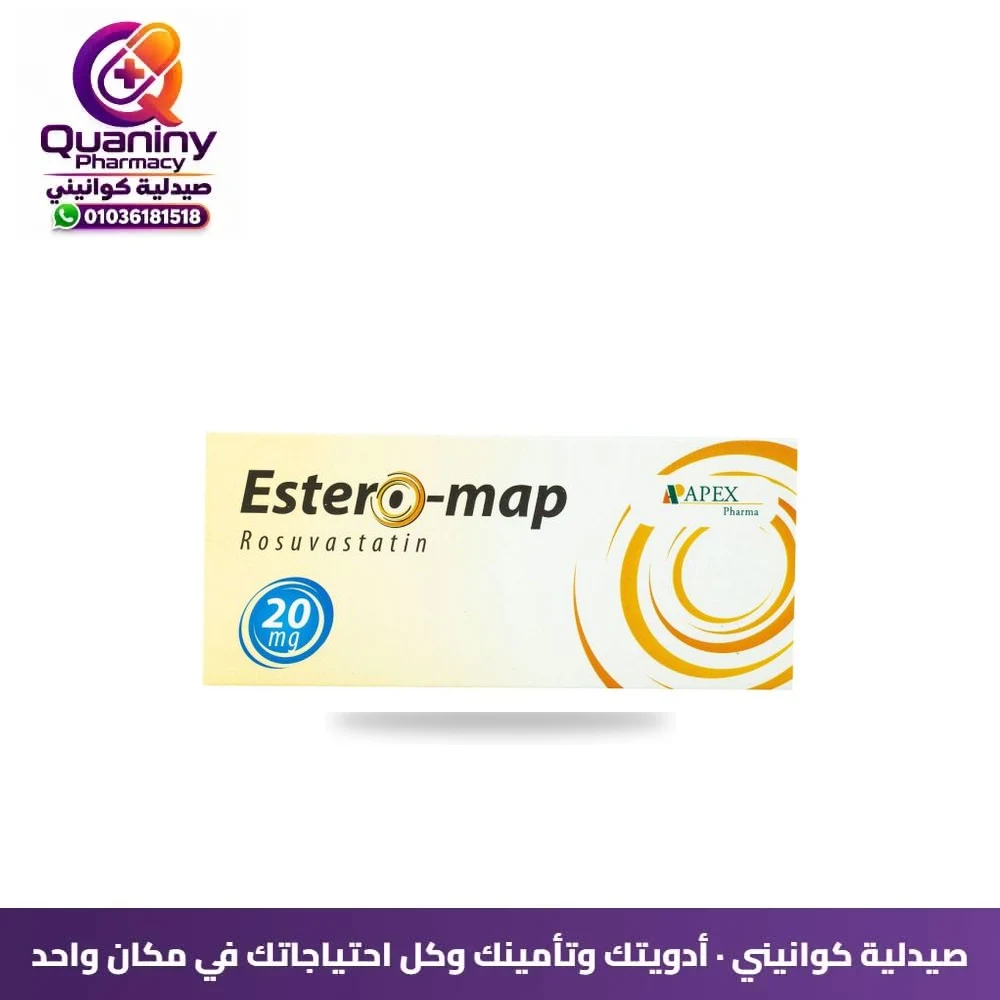 Quaniny
Pharmacy
صيدلية كوانيني
01036181518
Estero-map
Rosuvastatin
20
mg
APEX
Pharma
صيدلية كوانيني · أدويتك وتأمينك وكل احتياجاتك في مكان واحد